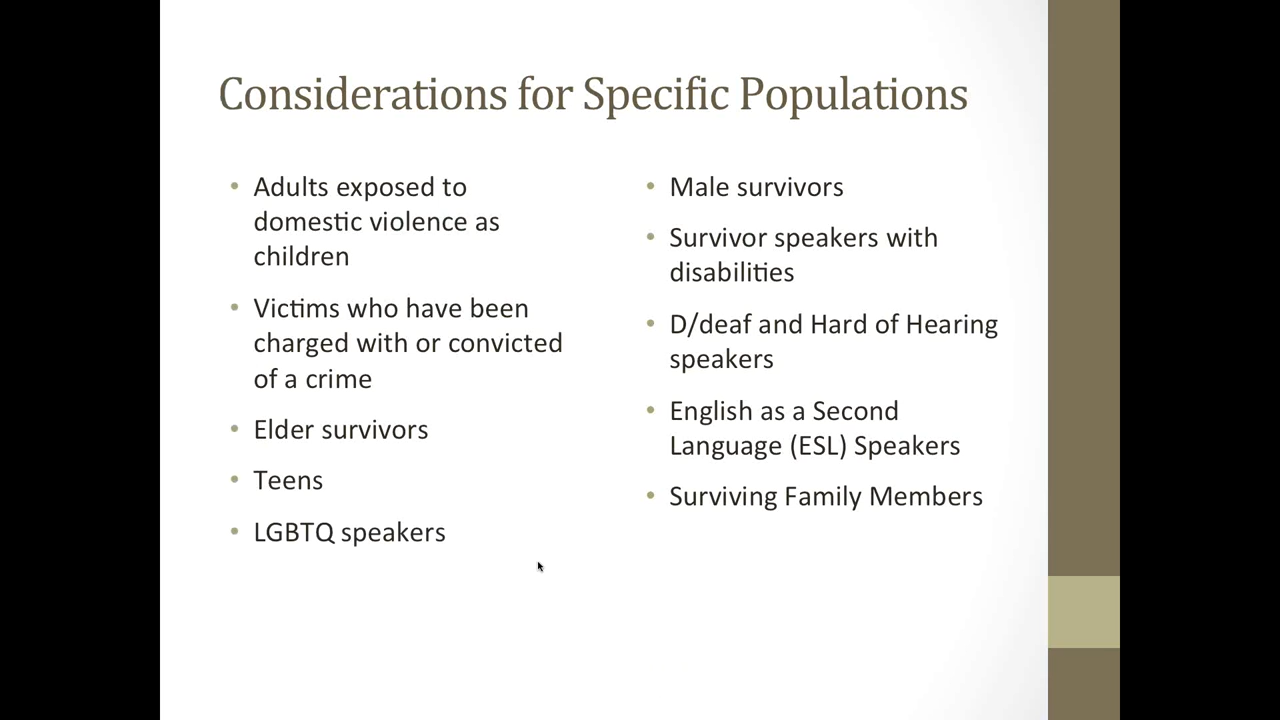 Considerations for Specific Populations
• Adults exposed to
domestic violence as
children
• Victims who have been
charged with or convicted
of a crime
• Elder survivors
• Teens
• LGBTQ speakers
• Male survivors
• Survivor speakers with
disabilities
• D/deaf and Hard of Hearing
speakers
• English as a Second
Language (ESL) Speakers
• Surviving Family Members